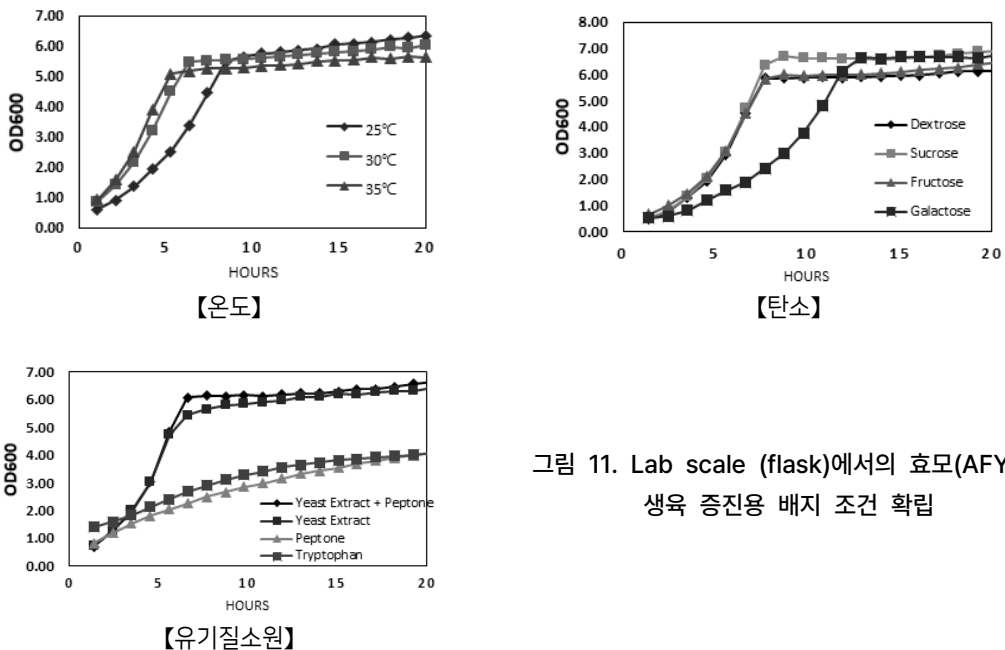 7.00
6.00
5.00
4.00
3.00
2.00
1.00
0.00
OD600
0 5 10 15 20
HOURS
25℃
30℃
35℃
【온도】
8.00
7.00
6.00
5.00
4.00
3.00
2.00
1.00
0.00
OD600
0 5 10 15 20
HOURS
Dextrose
Sucrose
Fructose
Galactose
【탄소】
7.00
6.00
5.00
4.00
3.00
2.00
1.00
0.00
OD600
0 5 10 15 20
HOURS
Yeast Extract + Peptone
Yeast Extract
Peptone
Tryptophan
【유기질소원】
그림 11. Lab scale (flask)에서의 효모(AFY
생육 증진용 배지 조건 확립